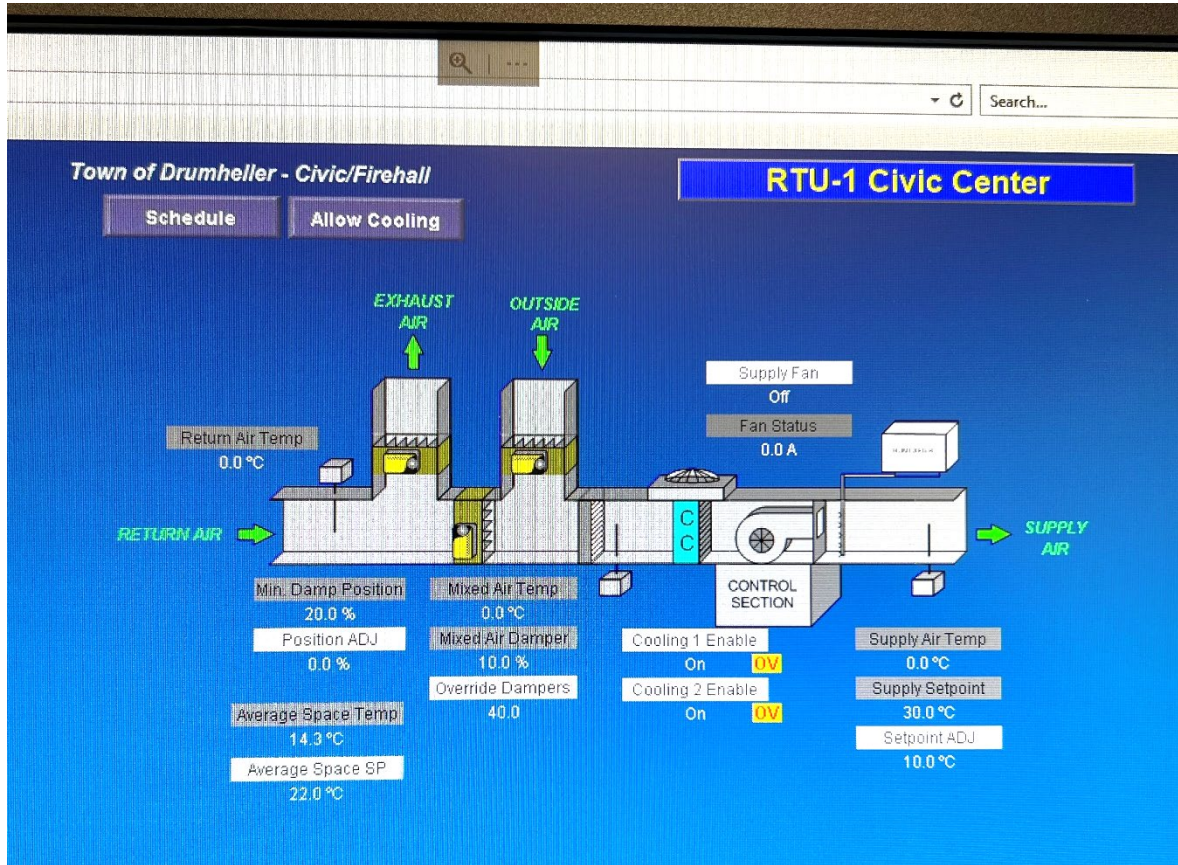 Search...
Town of Drumheller - Civic/Firehall
RTU-1 Civic Center
Schedule
Allow Cooling
EXHAUST
AIR
OUTSIDE
AIR
Supply Fan
Off
Fan Status
0.0 A
Return Air Temp
0.0 °C
RETURN AIR
C
C
SUPPLY
AIR
CONTROL
SECTION
Min. Damp Position
20.0 %
Position ADJ
0.0 %
Mixed Air Temp
0.0 °C
Mixed Air Damper
10.0 %
Override Dampers
40.0
Cooling 1 Enable
On OV
Cooling 2 Enable
On OV
Supply Air Temp
0.0 °C
Supply Setpoint
30.0 °C
Setpoint ADJ
10.0 °C
Average Space Temp
14.3 °C
Average Space SP
22.0 °C